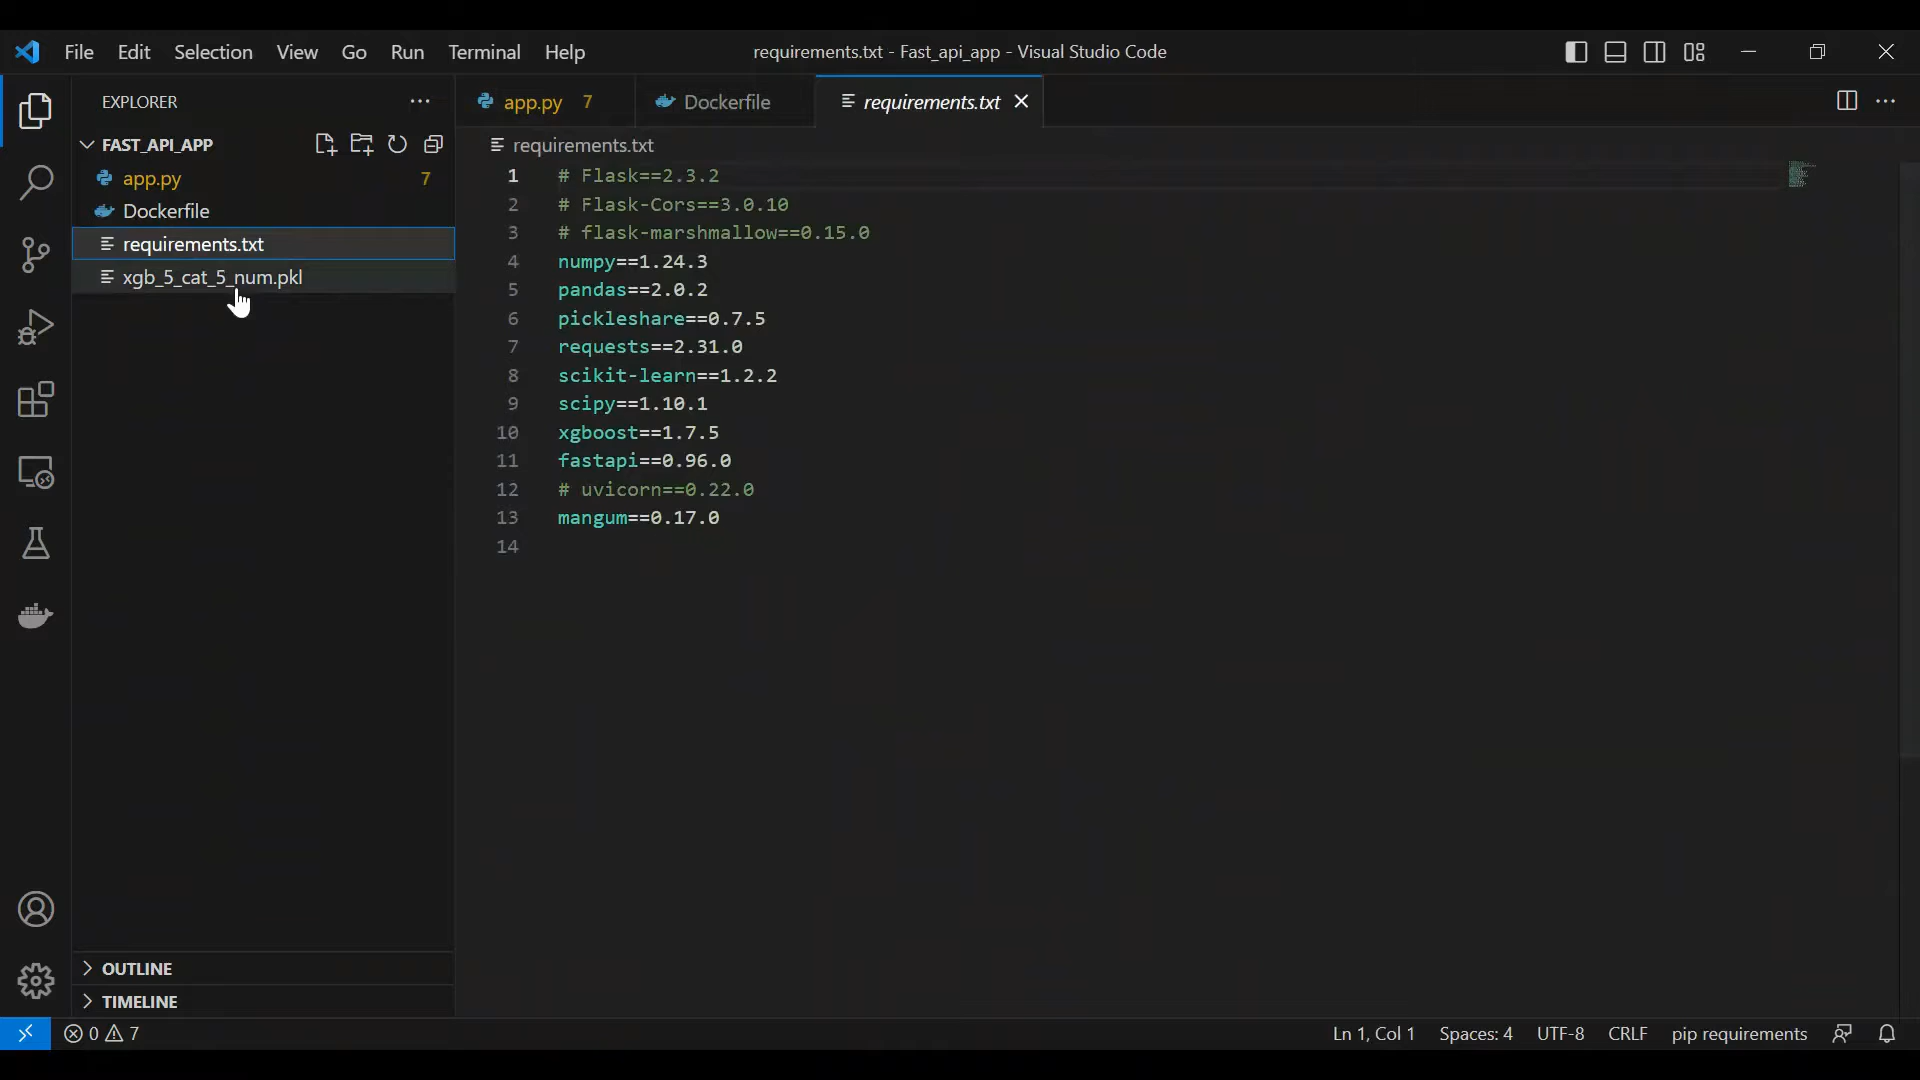 File Edit Selection View Go Run Terminal Help requirements.txt - Fast_api_app - Visual Studio Code
EXPLORER
FAST_API_APP
app.py 7
Dockerfile
requirements.txt
xgb_5_cat_5_num.pkl
OUTLINE
TIMELINE
app.py 7 Dockerfile requirements.txt
requirements.txt
1 # Flask==2.3.2
2 # Flask-Cors==3.0.10
3 # flask-marshmallow==0.15.0
4 numpy==1.24.3
5 pandas==2.0.2
6 pickleshare==0.7.5
7 requests==2.31.0
8 scikit-learn==1.2.2
9 scipy==1.10.1
10 xgboost==1.7.5
11 fastapi==0.96.0
12 # uvicorn==0.22.0
13 mangum==0.17.0
14
0 7 Ln 1, Col 1 Spaces: 4 UTF-8 CRLF pip requirements